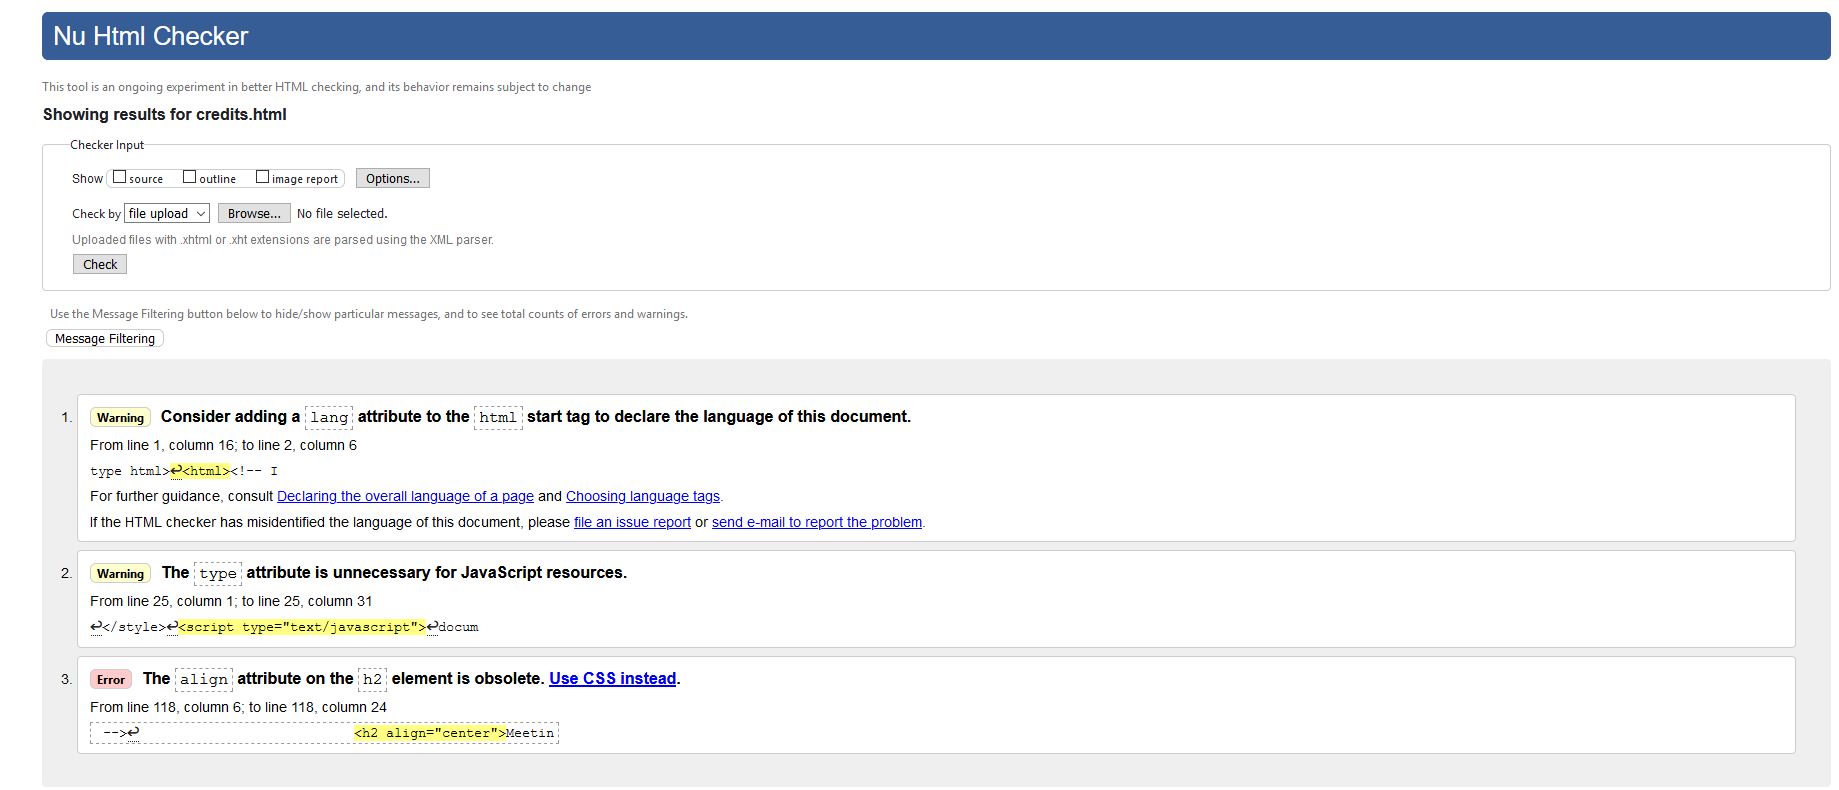 Nu Html Checker
This tool is an ongoing experiment in better HTML checking, and its behavior remains subject to change
Showing results for credits.html
Checker Input
Show source outline image report Options...
Check by file upload Browse... No file selected.
Uploaded files with .xhtml or .xht extensions are parsed using the XML parser.
Check
Use the Message Filtering button below to hide/show particular messages, and to see total counts of errors and warnings.
Message Filtering
1. Warning Consider adding a lang attribute to the html start tag to declare the language of this document.
From line 1, column 16; to line 2, column 6
type html>↩<html><!-- I
For further guidance, consult Declaring the overall language of a page and Choosing language tags.
If the HTML checker has misidentified the language of this document, please file an issue report or send e-mail to report the problem.
2. Warning The type attribute is unnecessary for JavaScript resources.
From line 25, column 1; to line 25, column 31
↩</style>↩<script type="text/javascript">↩docum
3. Error The align attribute on the h2 element is obsolete. Use CSS instead.
From line 118, column 6; to line 118, column 24
-->↩ <h2 align="center">Meetin